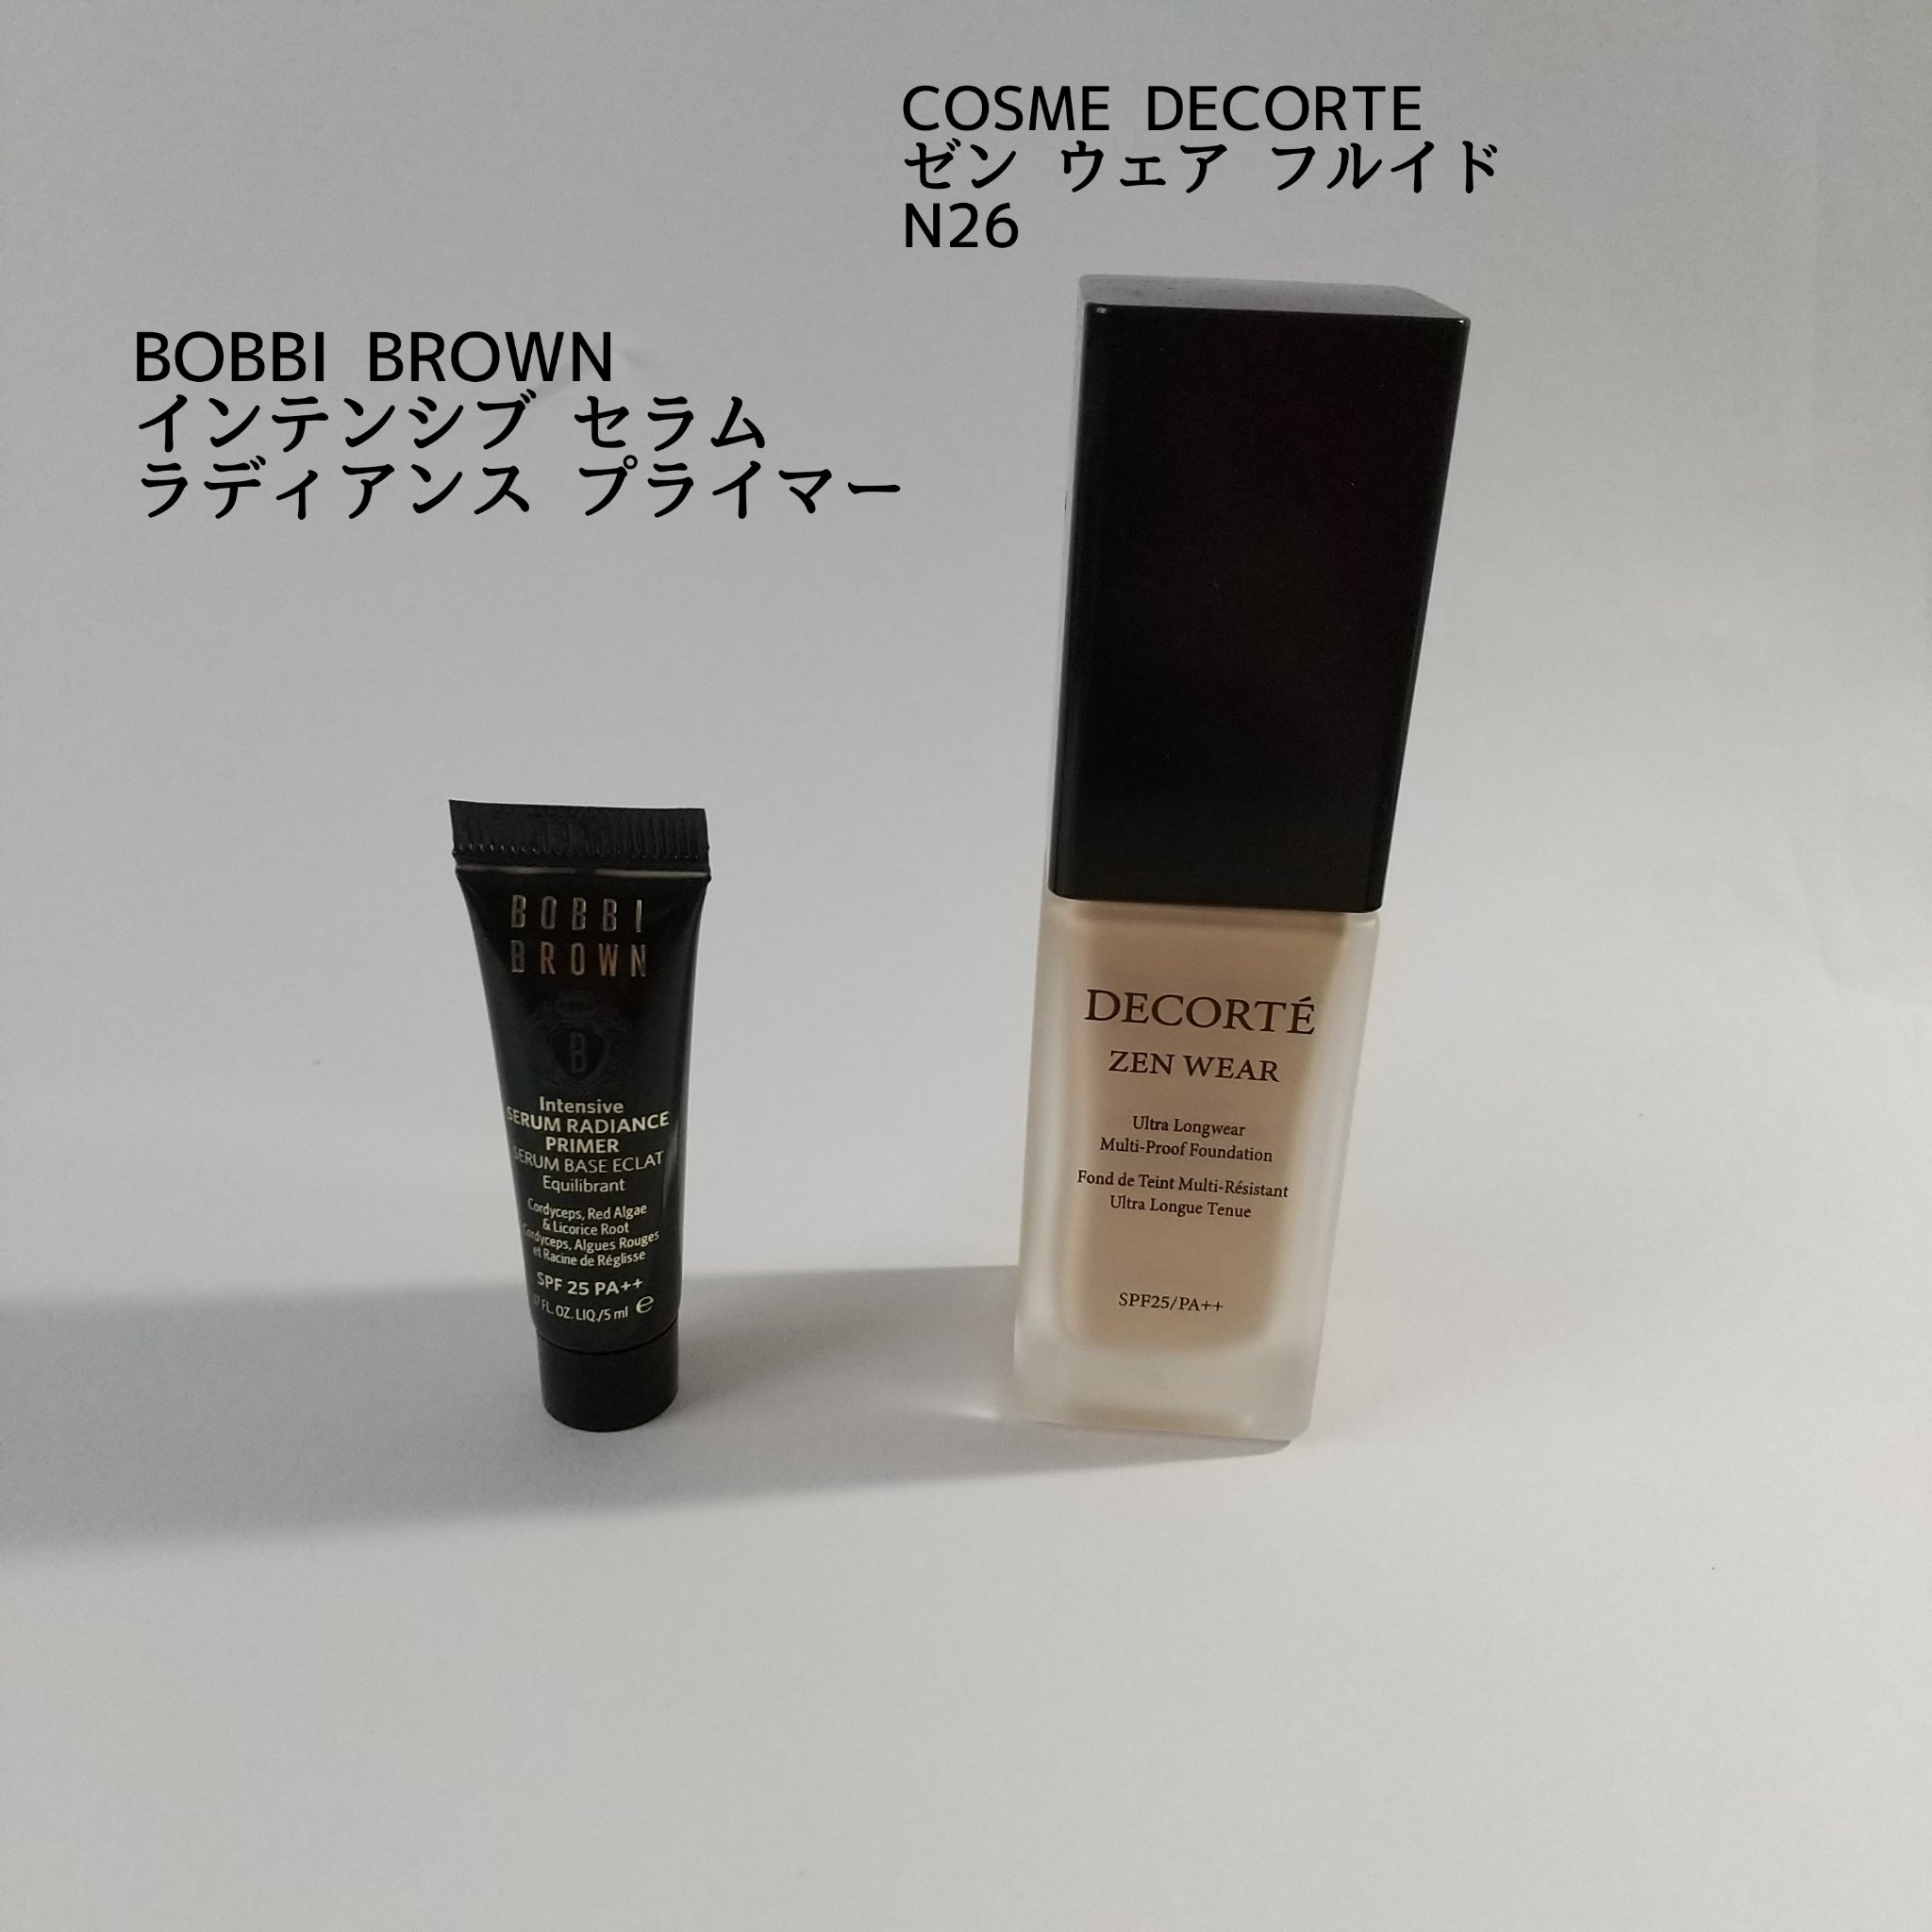 COSME DECORTE
ゼン ウェア フルイド
N26
BOBBI BROWN
インテンシブ セラム
ラディアンス プライマー
BOBBI
BROWN
B
Intensive
SERUM RADIANCE
PRIMER
SERUM BASE ECLAT
Equilibrant
Cordyceps, Red Algae
& Licorice Root
Cordyceps, Algues Rouges
et Racine de Réglisse
SPF 25 PA++
FL. OZ. LIQ./5 ml e
DECORTÉ
ZEN WEAR
Ultra Longwear
Multi-Proof Foundation
Fond de Teint Multi-Résistant
Ultra Longue Tenue
SPF25/PA++